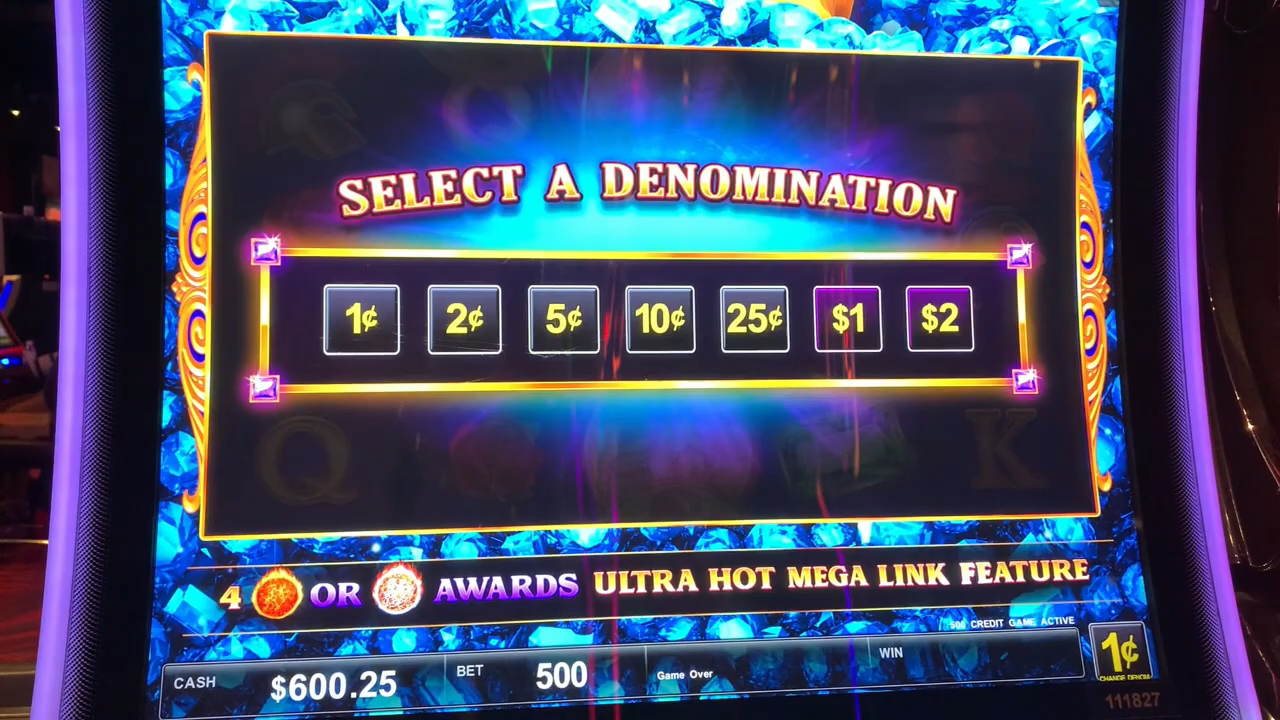 SELECT A DENOMINATION
1¢ 2¢ 5¢ 10¢ 25¢ $1 $2
Q K
4 OR AWARDS ULTRA HOT MEGA LINK FEATURE
500 CREDIT GAME ACTIVE
CASH $600.25 BET 500 Game Over WIN 1¢
CHANGE DENOM
111827